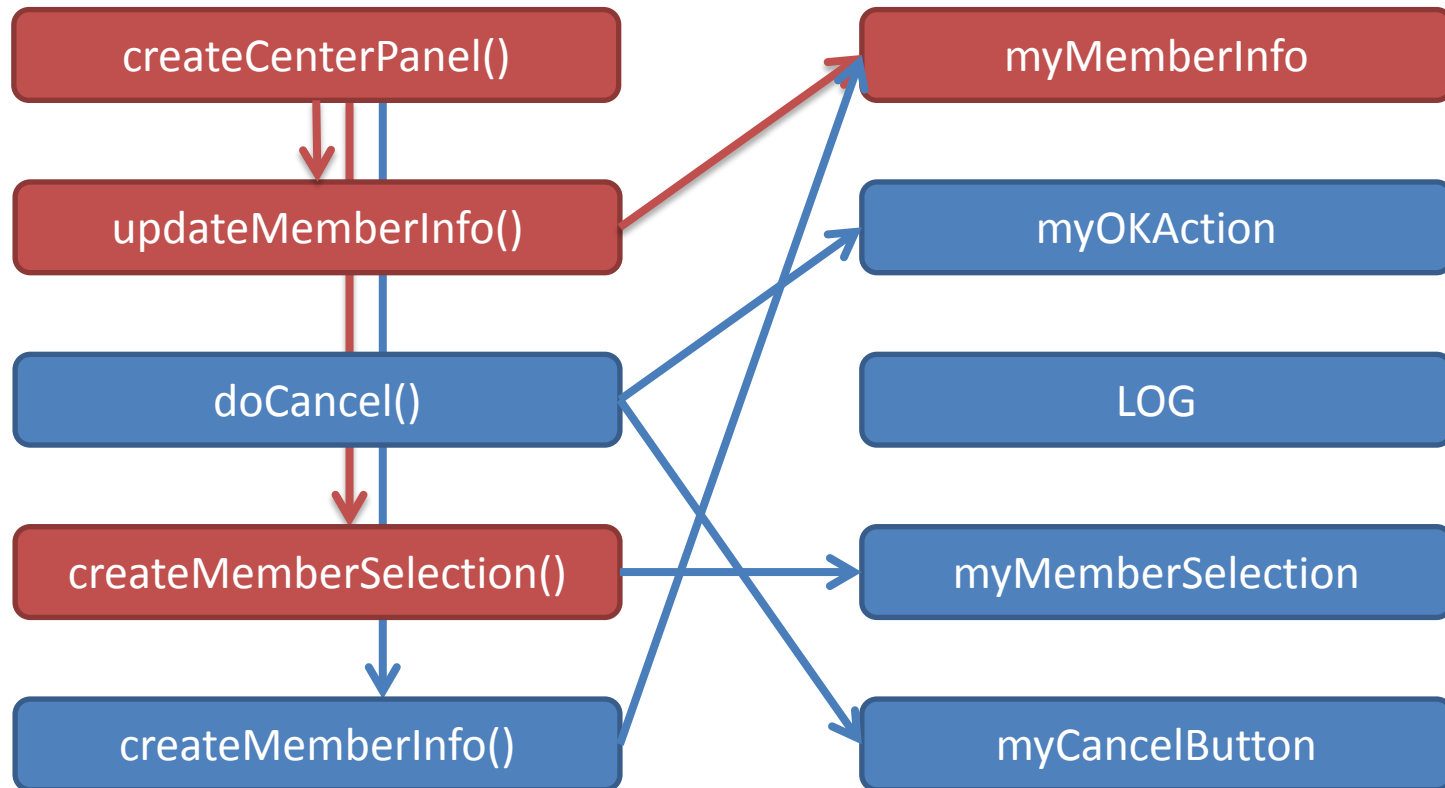 createCenterPanel()
updateMemberInfo()
doCancel()
createMemberSelection()
createMemberInfo()
myMemberInfo
myOKAction
LOG
myMemberSelection
myCancelButton